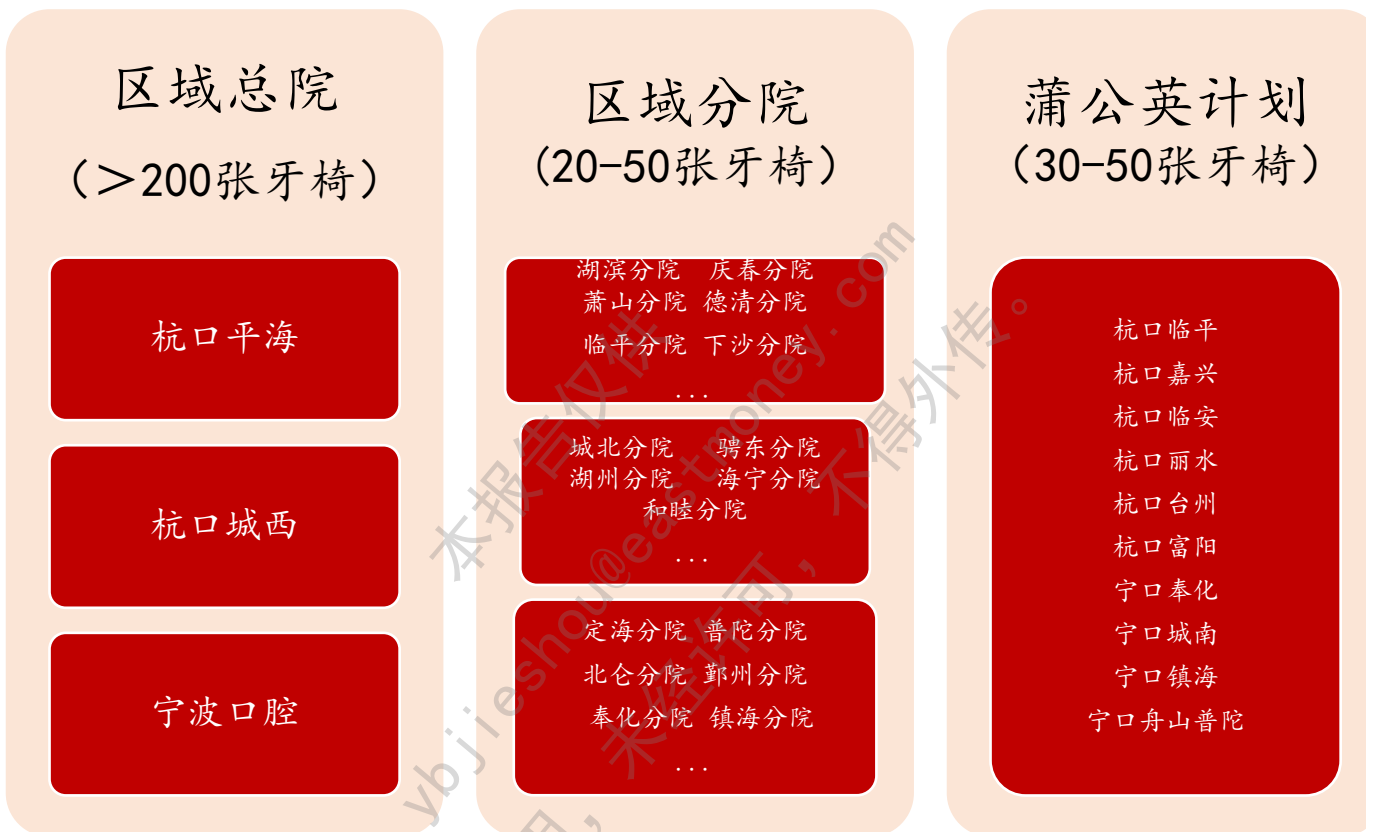 区域总院
（＞200张牙椅）
杭口平海
杭口城西
宁波口腔
区域分院
（20-50张牙椅）
湖滨分院 庆春分院
萧山分院 德清分院
临平分院 下沙分院
...
城北分院 骋东分院
湖州分院 海宁分院
和睦分院
...
定海分院 普陀分院
北仑分院 鄞州分院
奉化分院 镇海分院
...
蒲公英计划
（30-50张牙椅）
杭口临平
杭口嘉兴
杭口临安
杭口丽水
杭口台州
杭口富阳
宁口奉化
宁口城南
宁口镇海
宁口舟山普陀
本报告仅供
ybjieshou@eastmoney.com
未经许可，不得外传。